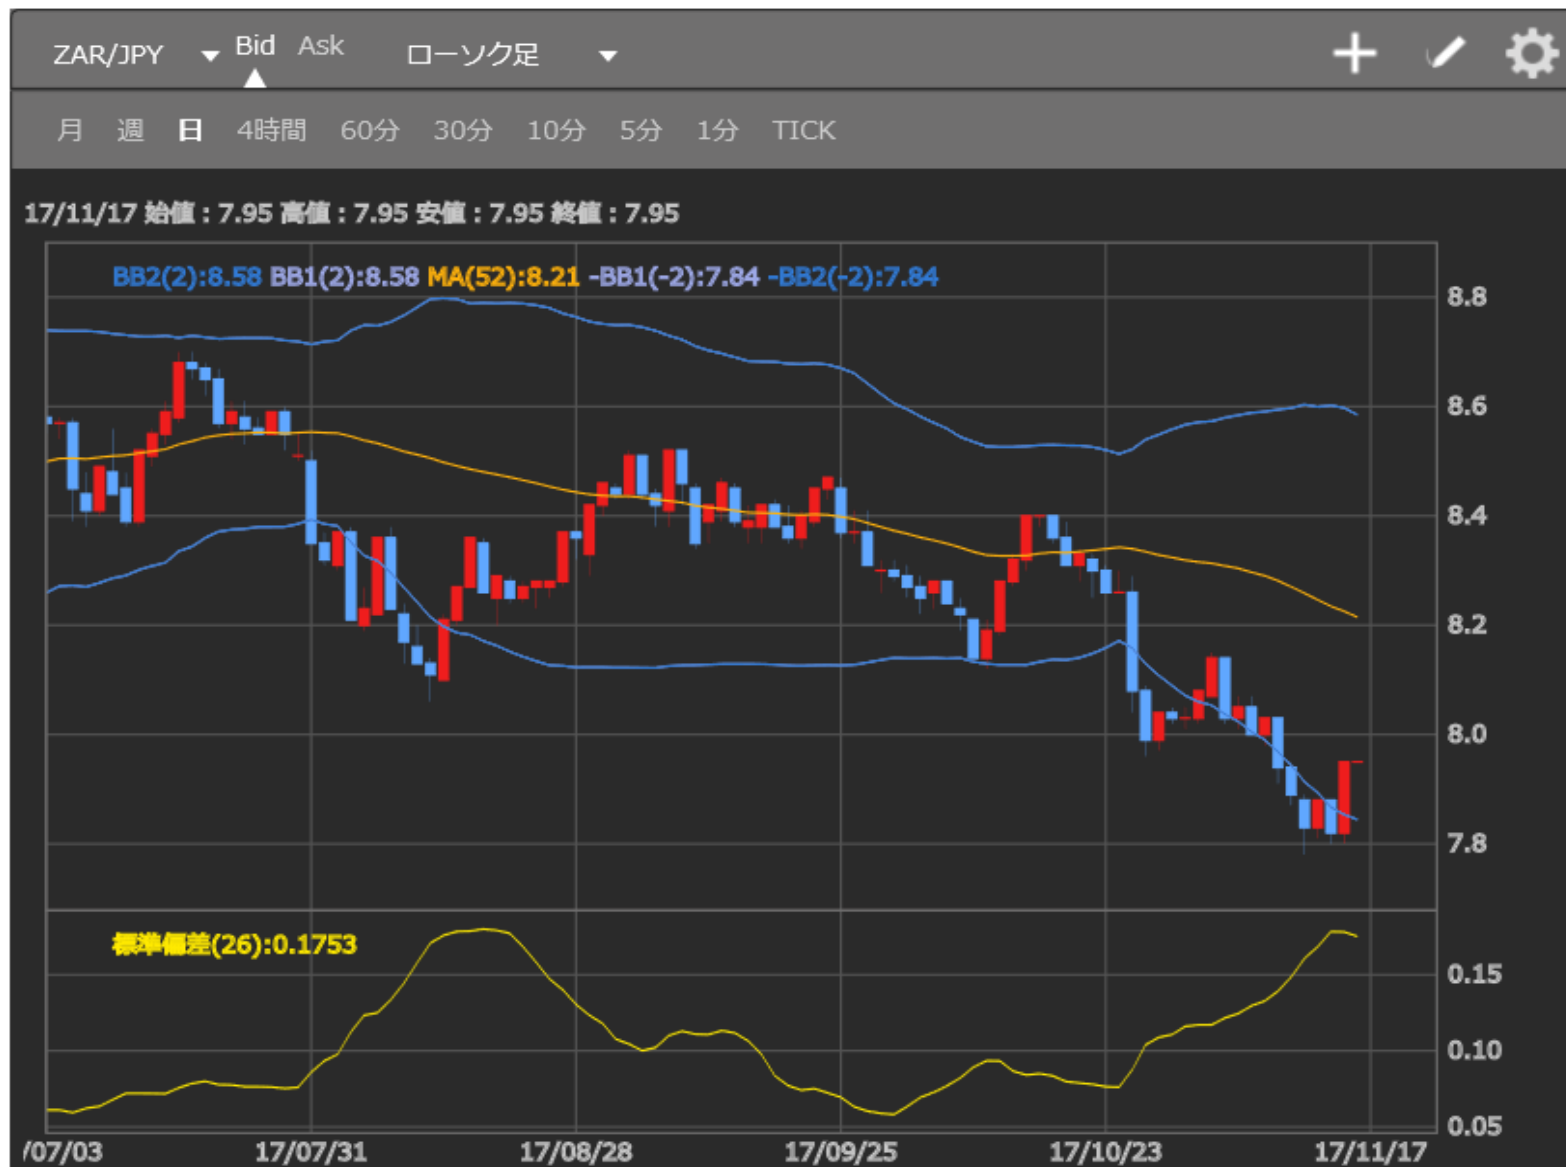 ZAR/JPY Bid Ask ローソク足
月 週 日 4時間 60分 30分 10分 5分 1分 TICK
17/11/17 始値 : 7.95 高値 : 7.95 安値 : 7.95 終値 : 7.95
BB2(2):8.58 BB1(2):8.58 MA(52):8.21 -BB1(-2):7.84 -BB2(-2):7.84
8.8
8.6
8.4
8.2
8.0
7.8
標準偏差(26):0.1753
0.15
0.10
0.05
/07/03 17/07/31 17/08/28 17/09/25 17/10/23 17/11/17